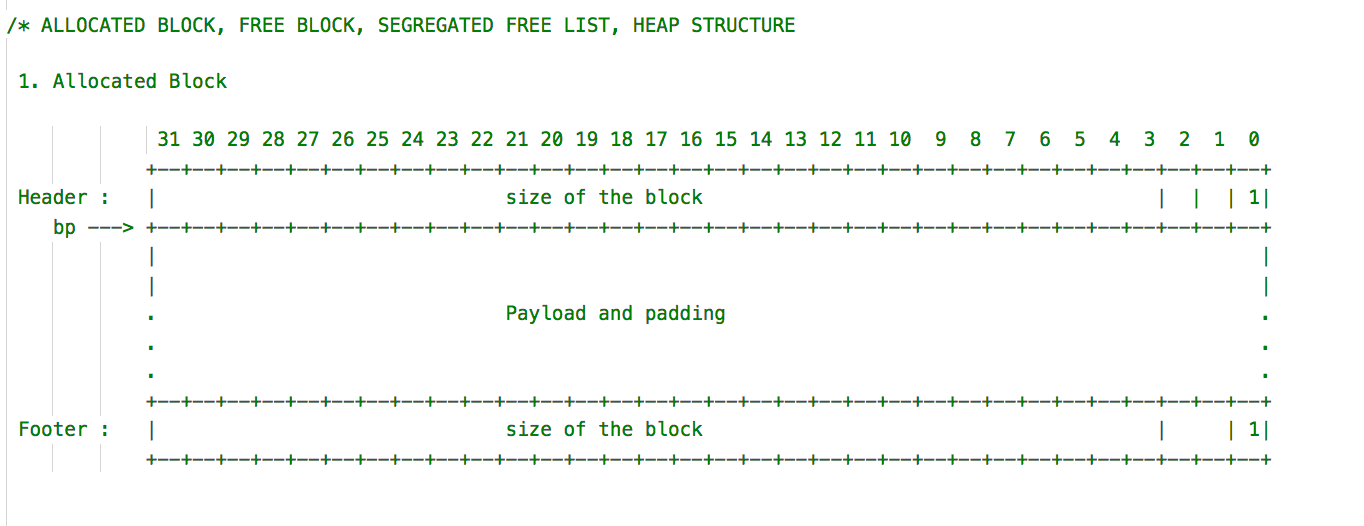 /* ALLOCATED BLOCK, FREE BLOCK, SEGREGATED FREE LIST, HEAP STRUCTURE
1. Allocated Block
31 30 29 28 27 26 25 24 23 22 21 20 19 18 17 16 15 14 13 12 11 10 9 8 7 6 5 4 3 2 1 0
+--+--+--+--+--+--+--+--+--+--+--+--+--+--+--+--+--+--+--+--+--+--+--+--+--+--+--+--+--+--+--+--+
Header : | size of the block | | | 1|
bp ---> +--+--+--+--+--+--+--+--+--+--+--+--+--+--+--+--+--+--+--+--+--+--+--+--+--+--+--+--+--+--+--+--+
| |
| |
. Payload and padding .
. .
. .
+--+--+--+--+--+--+--+--+--+--+--+--+--+--+--+--+--+--+--+--+--+--+--+--+--+--+--+--+--+--+--+--+
Footer : | size of the block | | 1|
+--+--+--+--+--+--+--+--+--+--+--+--+--+--+--+--+--+--+--+--+--+--+--+--+--+--+--+--+--+--+--+--+